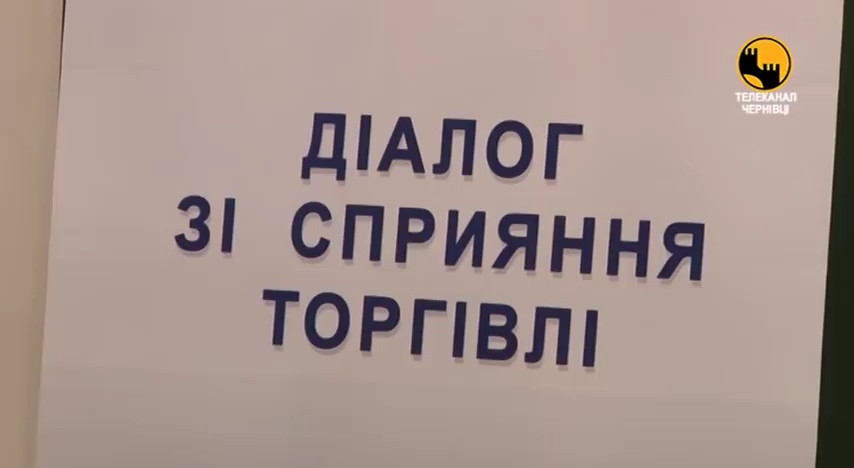 ТЕЛЕКАНАЛ
ЧЕРНІВЦІ
ДІАЛОГ
ЗІ СПРИЯННЯ
ТОРГІВЛІ